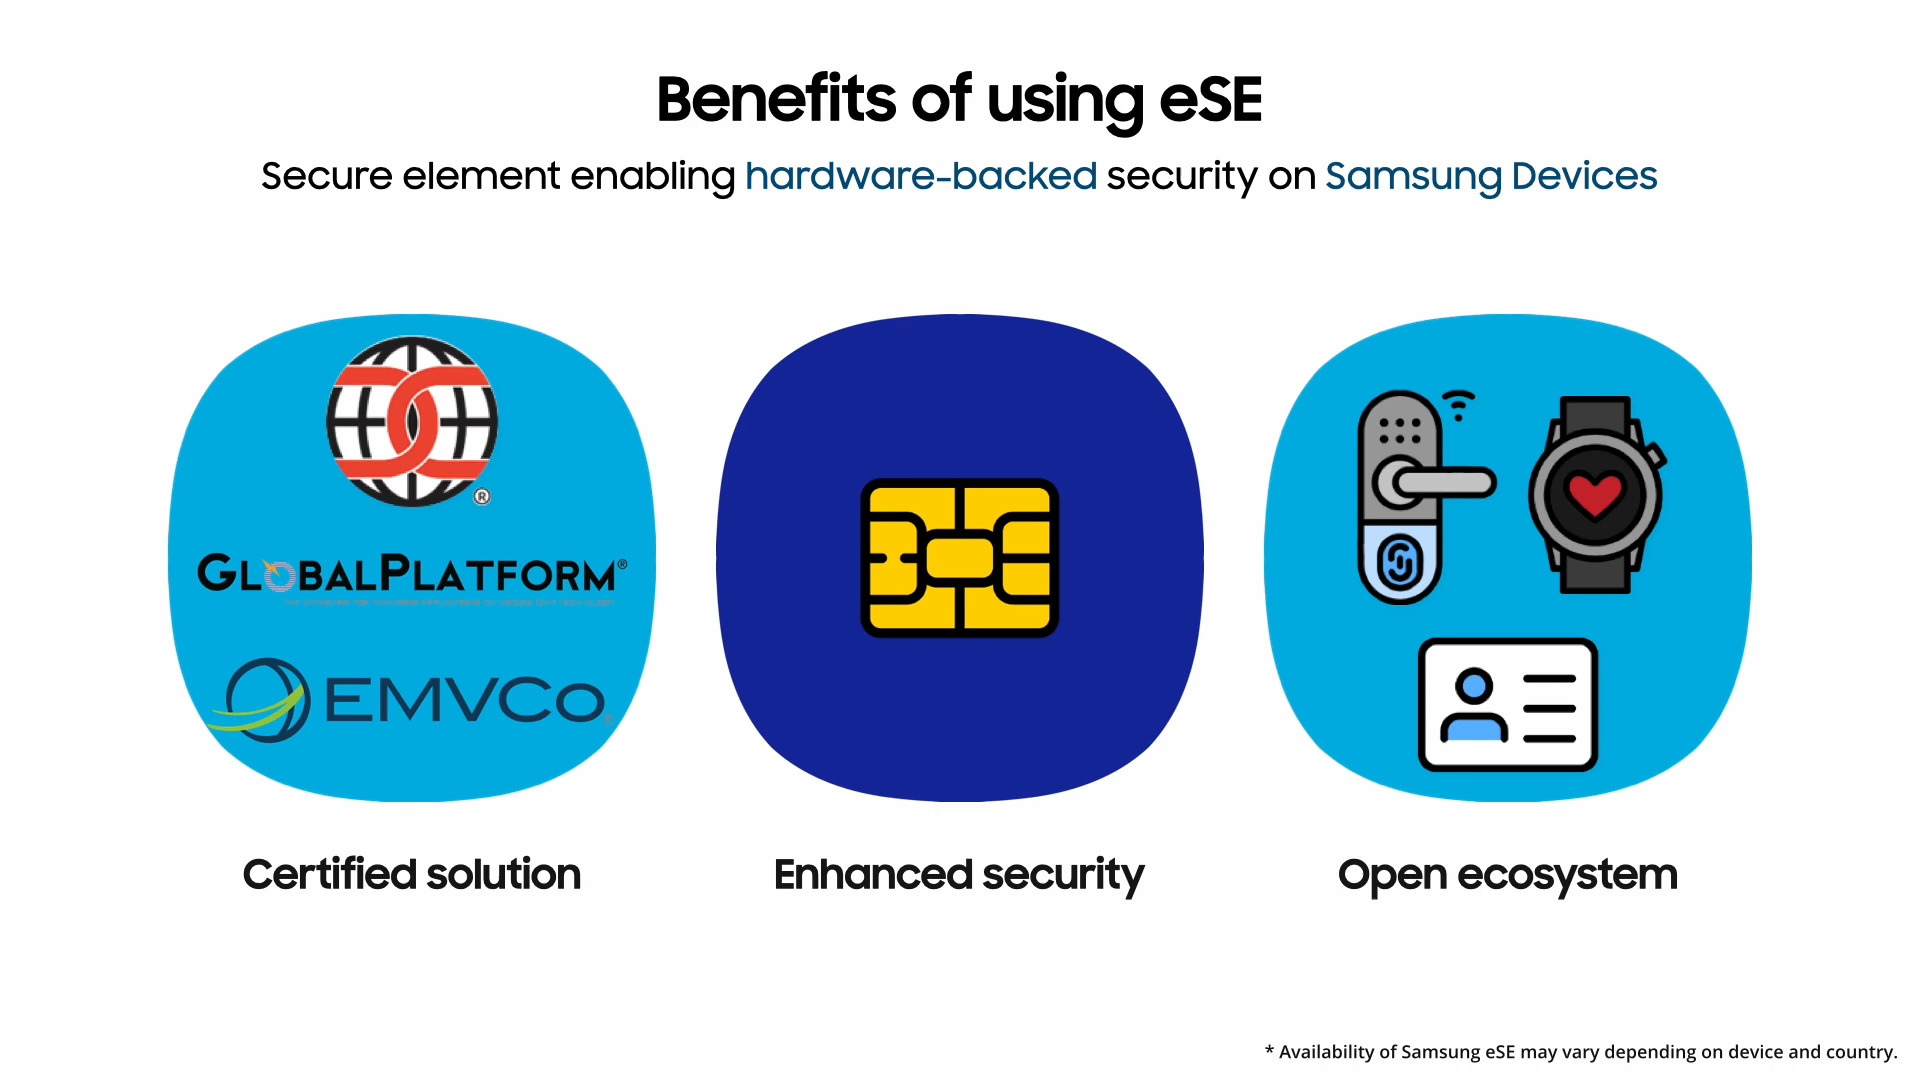 Benefits of using eSE
Secure element enabling hardware-backed security on Samsung Devices
®
GLOBALPLATFORM®
EMVCo
Certified solution
Enhanced security
Open ecosystem
* Availability of Samsung eSE may vary depending on device and country.